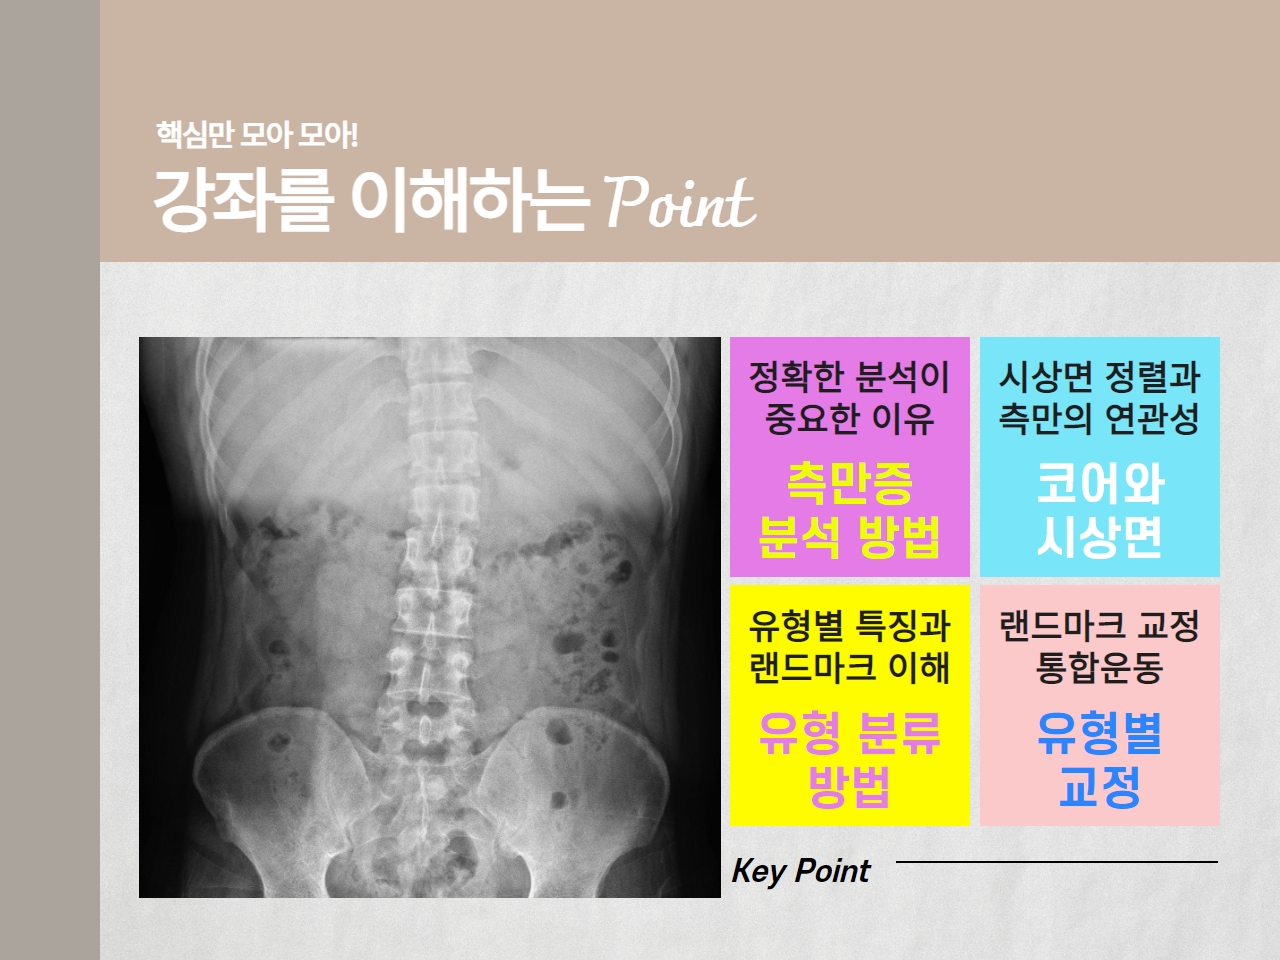 핵심만 모아 모아!
강좌를 이해하는 Point
정확한 분석이
중요한 이유
측만증
분석 방법
시상면 정렬과
측만의 연관성
코어와
시상면
유형별 특징과
랜드마크 이해
유형 분류
방법
랜드마크 교정
통합운동
유형별
교정
Key Point